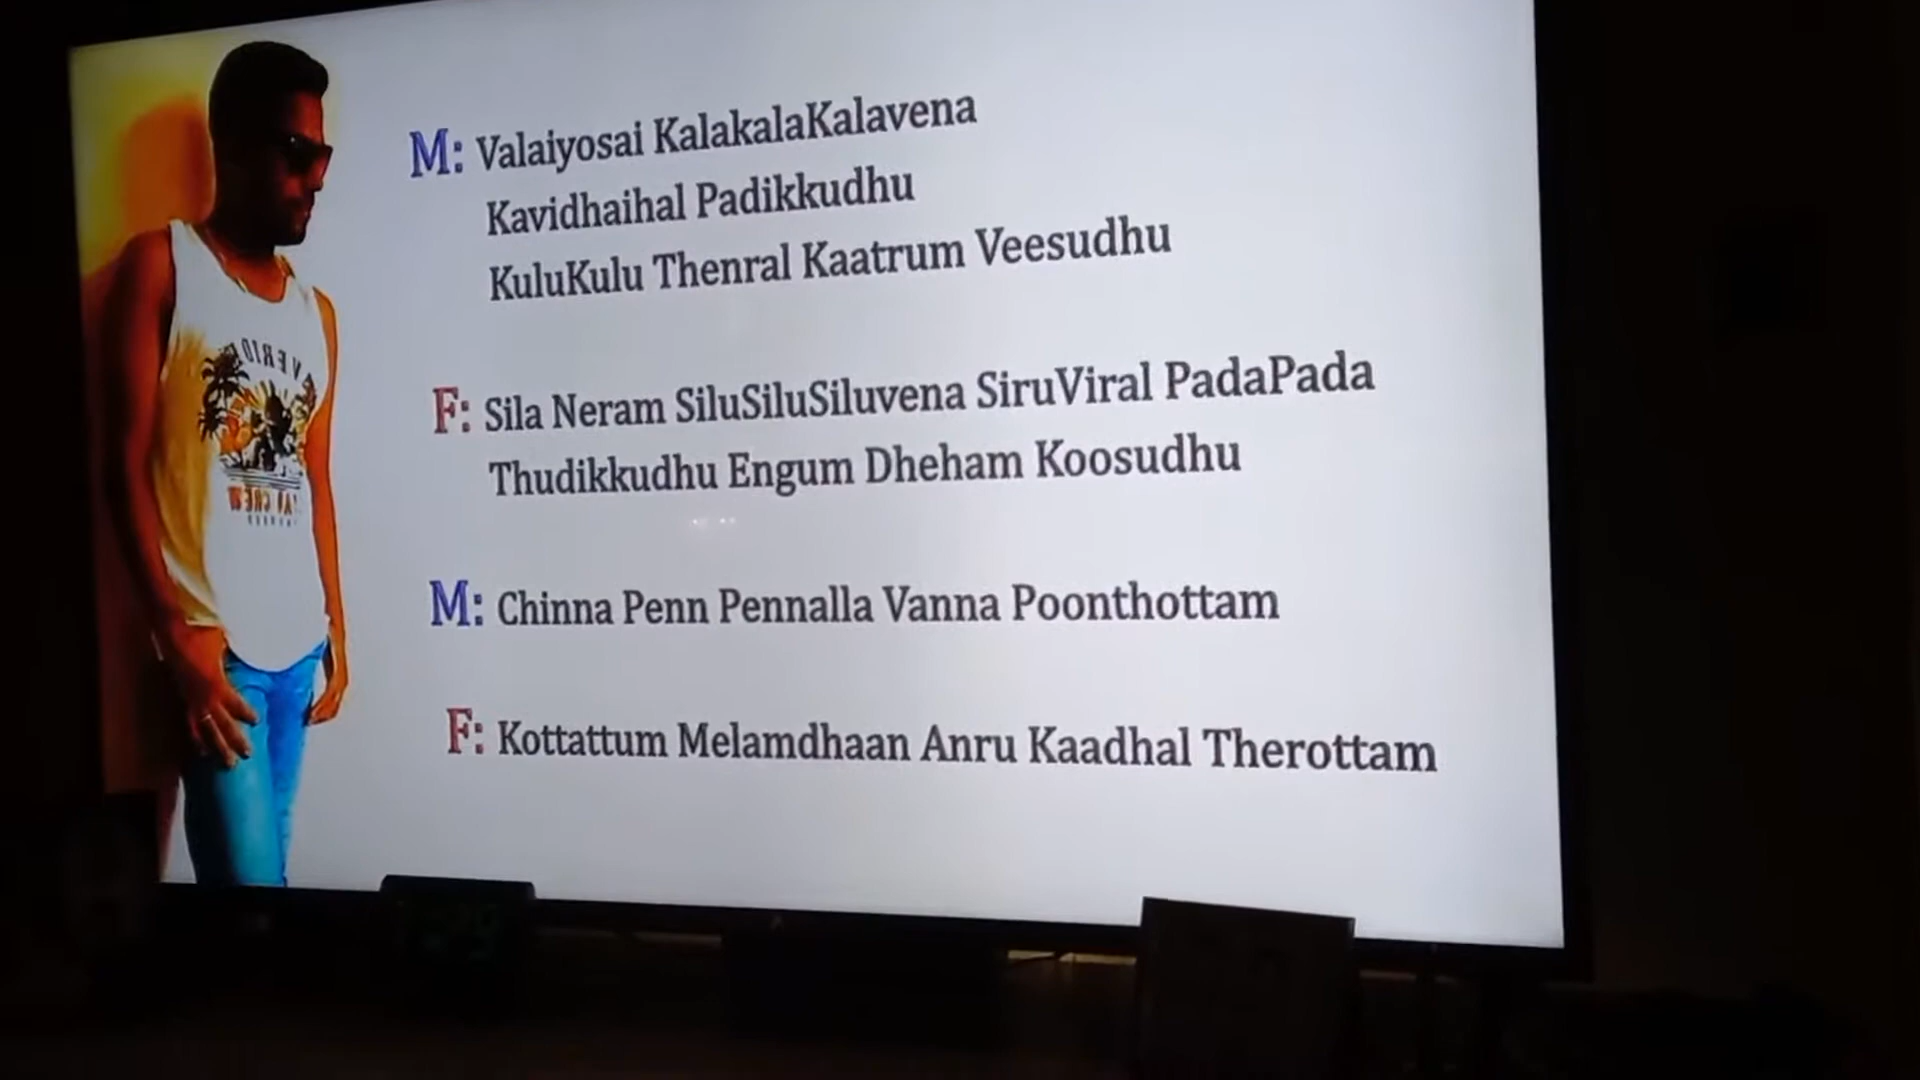 M: Valaiyosai KalakalaKalavena
Kavidhaihal Padikkudhu
KuluKulu Thenral Kaatrum Veesudhu
F: Sila Neram SiluSiluSiluvena SiruViral PadaPada
Thudikkudhu Engum Dheham Koosudhu
M: Chinna Penn Pennalla Vanna Poonthottam
F: Kottattum Melamdhaan Anru Kaadhal Therottam